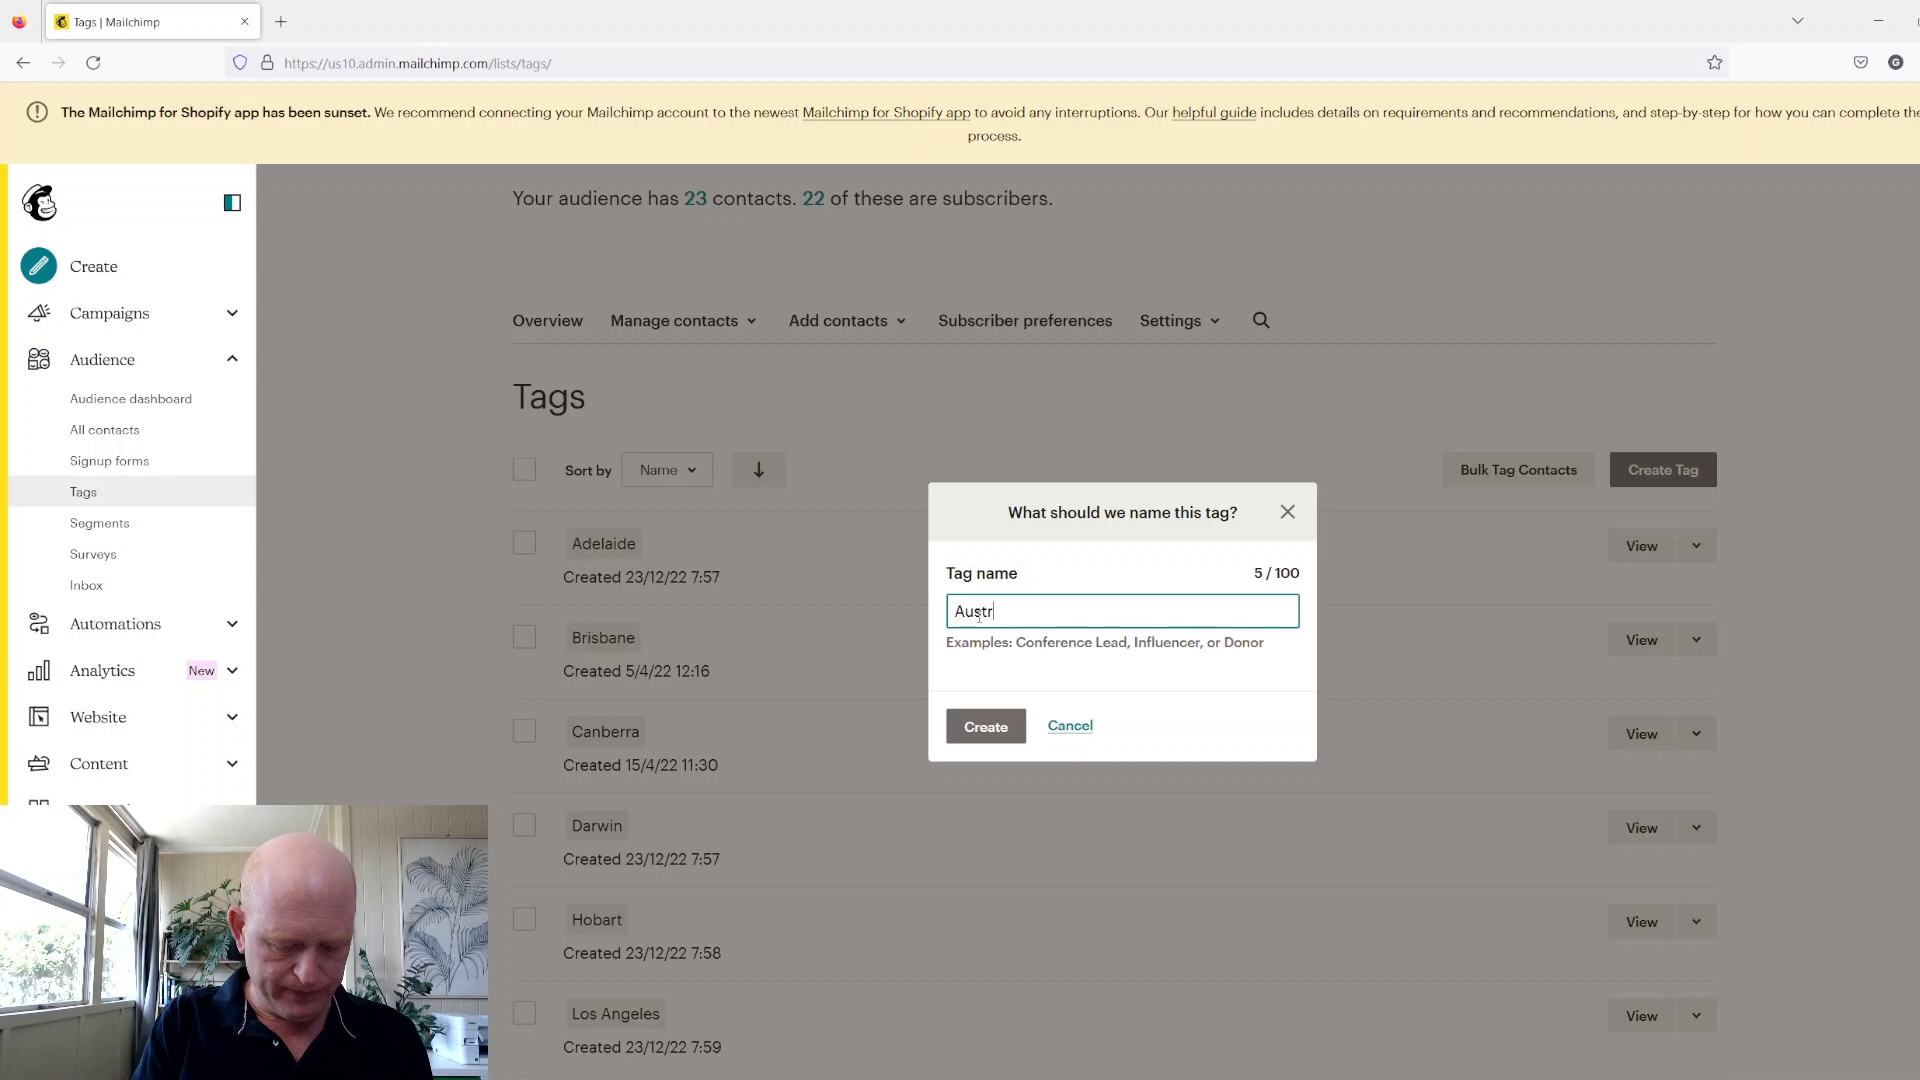 Tags | Mailchimp
https://us10.admin.mailchimp.com/lists/tags/
G
The Mailchimp for Shopify app has been sunset. We recommend connecting your Mailchimp account to the newest Mailchimp for Shopify app to avoid any interruptions. Our helpful guide includes details on requirements and recommendations, and step-by-step for how you can complete the
process.
Your audience has 23 contacts. 22 of these are subscribers.
Create
Campaigns
Audience
Audience dashboard
All contacts
Signup forms
Tags
Segments
Surveys
Inbox
Automations
Analytics New
Website
Content
Overview Manage contacts Add contacts Subscriber preferences Settings
Tags
Sort by Name Bulk Tag Contacts Create Tag
Adelaide
Created 23/12/22 7:57
View
Brisbane
Created 5/4/22 12:16
View
Canberra
Created 15/4/22 11:30
View
Darwin
Created 23/12/22 7:57
View
Hobart
Created 23/12/22 7:58
View
Los Angeles
Created 23/12/22 7:59
View
What should we name this tag?
Tag name 5 / 100
Austr
Examples: Conference Lead, Influencer, or Donor
Create Cancel